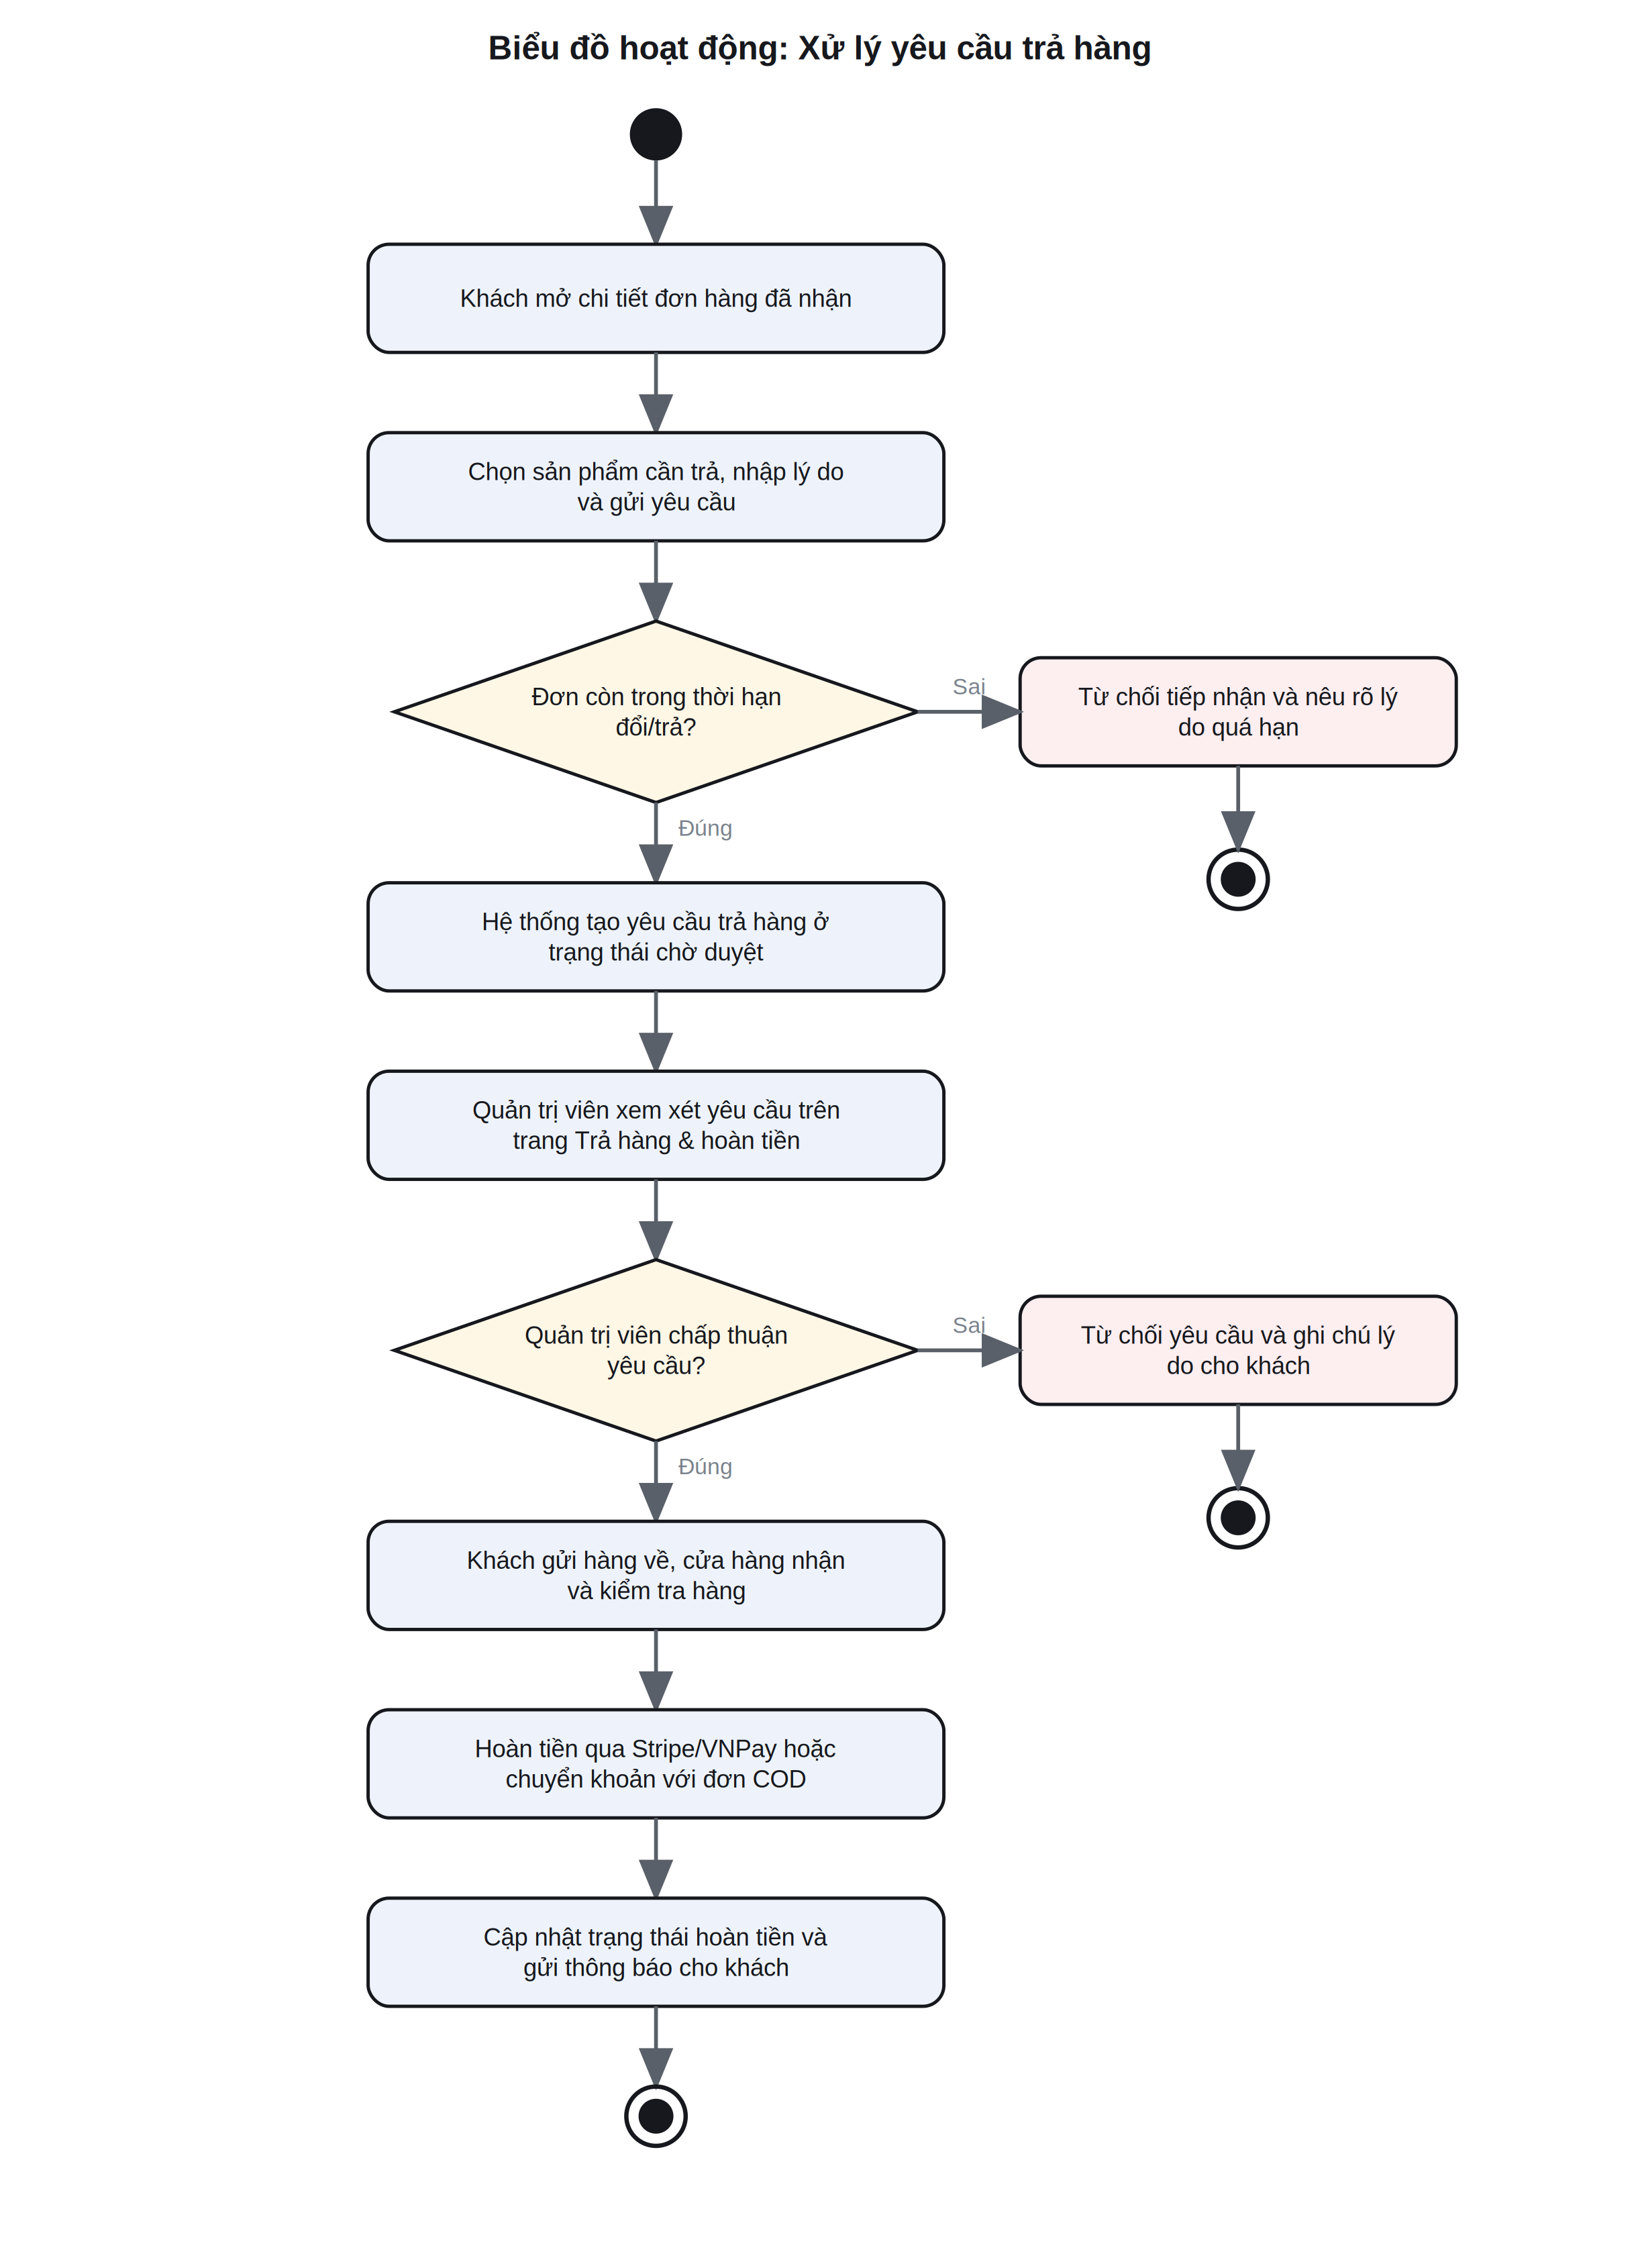 Biểu đồ hoạt động: Xử lý yêu cầu trả hàng
Khách mở chi tiết đơn hàng đã nhận
Chọn sản phẩm cần trả, nhập lý do
và gửi yêu cầu
Đơn còn trong thời hạn
đổi/trả?
Sai
Từ chối tiếp nhận và nêu rõ lý
do quá hạn
Đúng
Hệ thống tạo yêu cầu trả hàng ở
trạng thái chờ duyệt
Quản trị viên xem xét yêu cầu trên
trang Trả hàng & hoàn tiền
Quản trị viên chấp thuận
yêu cầu?
Sai
Từ chối yêu cầu và ghi chú lý
do cho khách
Đúng
Khách gửi hàng về, cửa hàng nhận
và kiểm tra hàng
Hoàn tiền qua Stripe/VNPay hoặc
chuyển khoản với đơn COD
Cập nhật trạng thái hoàn tiền và
gửi thông báo cho khách